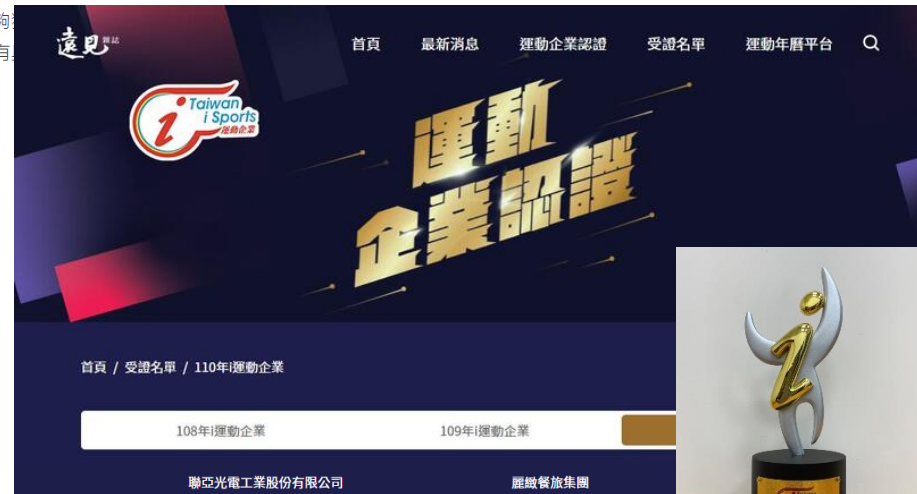 遠見雜誌
首頁 最新消息 運動企業認證 受證名單 運動年曆平台
Taiwan
i Sports
運動企業
運動
企業認證
首頁 / 受證名單 / 110年i運動企業
108年i運動企業 109年i運動企業
聯亞光電工業股份有限公司 麗緻餐旅集團